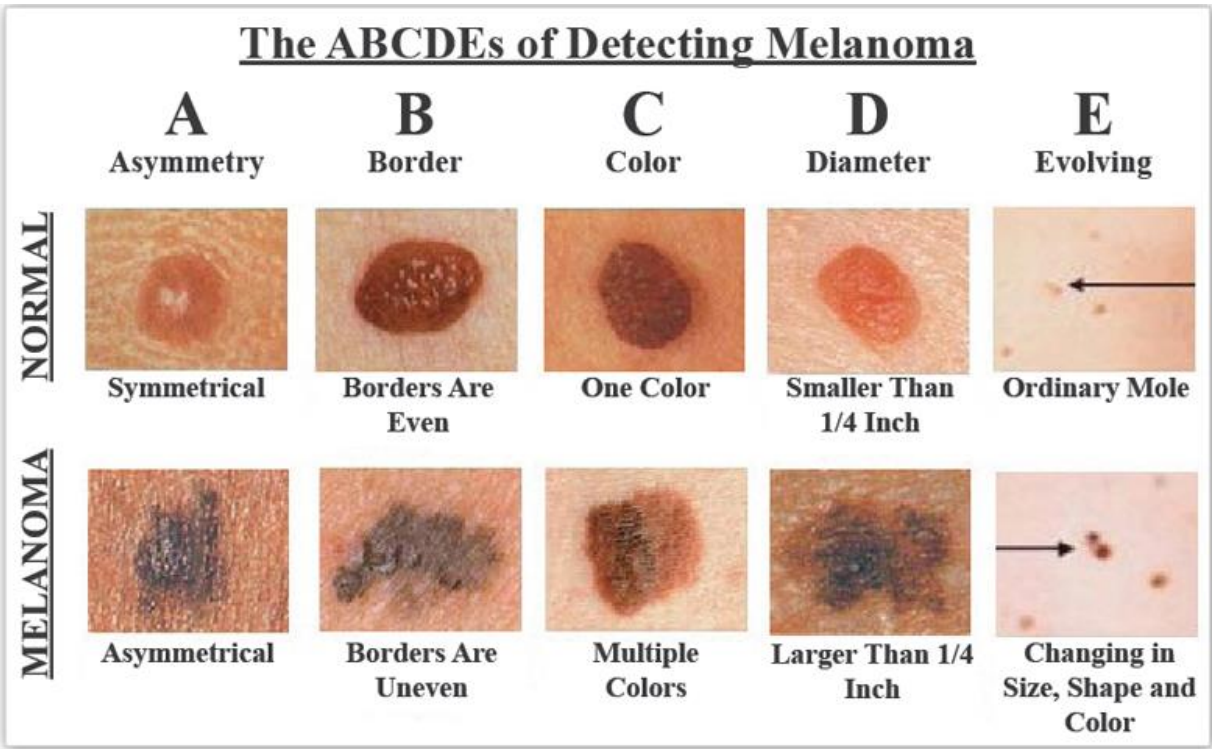 The ABCDEs of Detecting Melanoma
A B C D E
Asymmetry Border Color Diameter Evolving
NORMAL
Symmetrical Borders Are Even One Color Smaller Than 1/4 Inch Ordinary Mole
MELANOMA
Asymmetrical Borders Are Uneven Multiple Colors Larger Than 1/4 Inch Changing in Size, Shape and Color